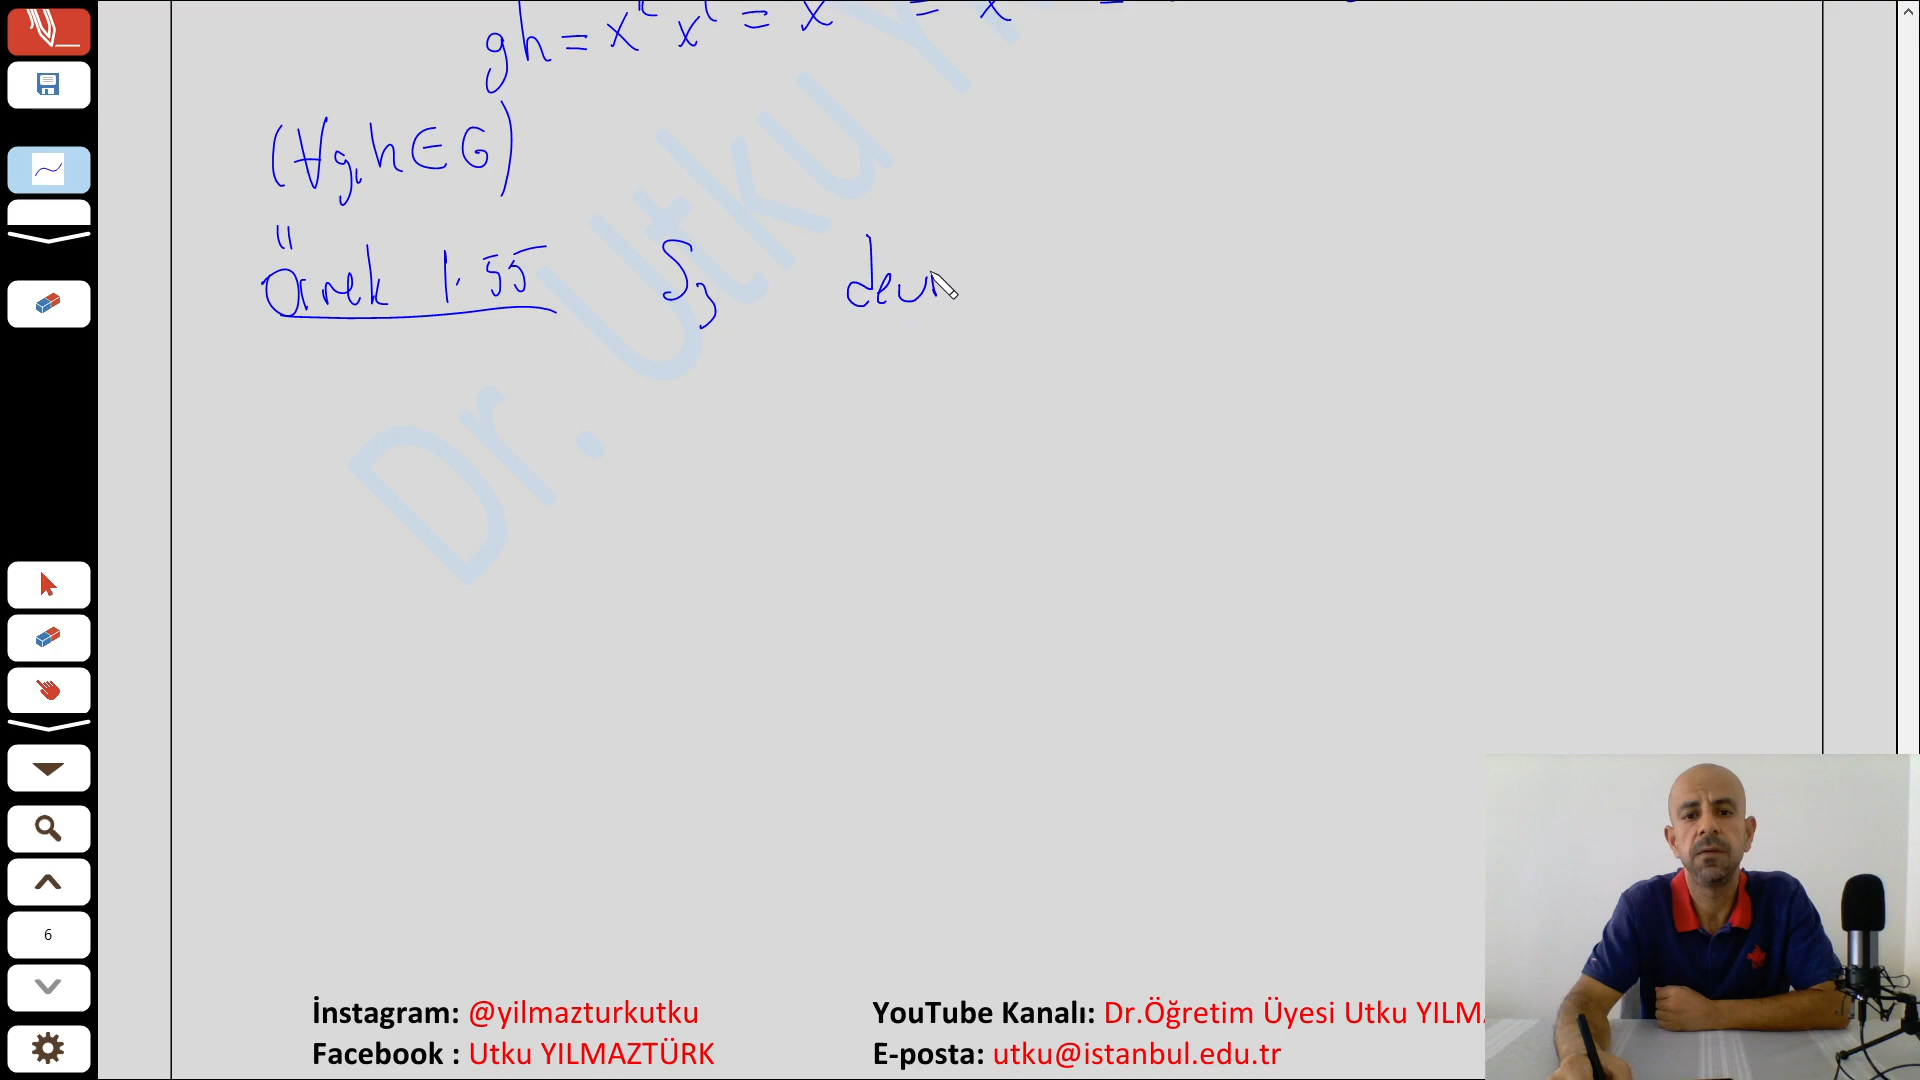 gh = x x = x = x =
(∀g,h∈G)
Örnek 1.55 S₃ devr
Dr. Utku Y
6
İnstagram: @yilmazturkutku YouTube Kanalı: Dr.Öğretim Üyesi Utku YILM
Facebook : Utku YILMAZTÜRK E-posta: utku@istanbul.edu.tr